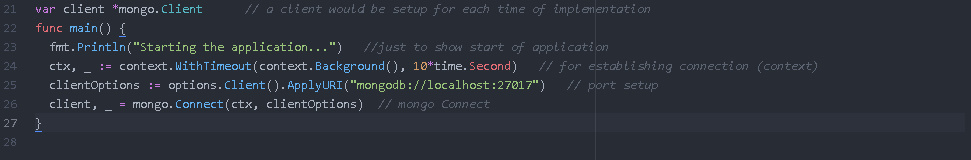 21 var client *mongo.Client // a client would be setup for each time of implementation
22 func main() {
23 fmt.Println("Starting the application...") //just to show start of application
24 ctx, _ := context.WithTimeout(context.Background(), 10*time.Second) // for establishing connection (context)
25 clientOptions := options.Client().ApplyURI("mongodb://localhost:27017") // port setup
26 client, _ = mongo.Connect(ctx, clientOptions) // mongo Connect
27 }
28